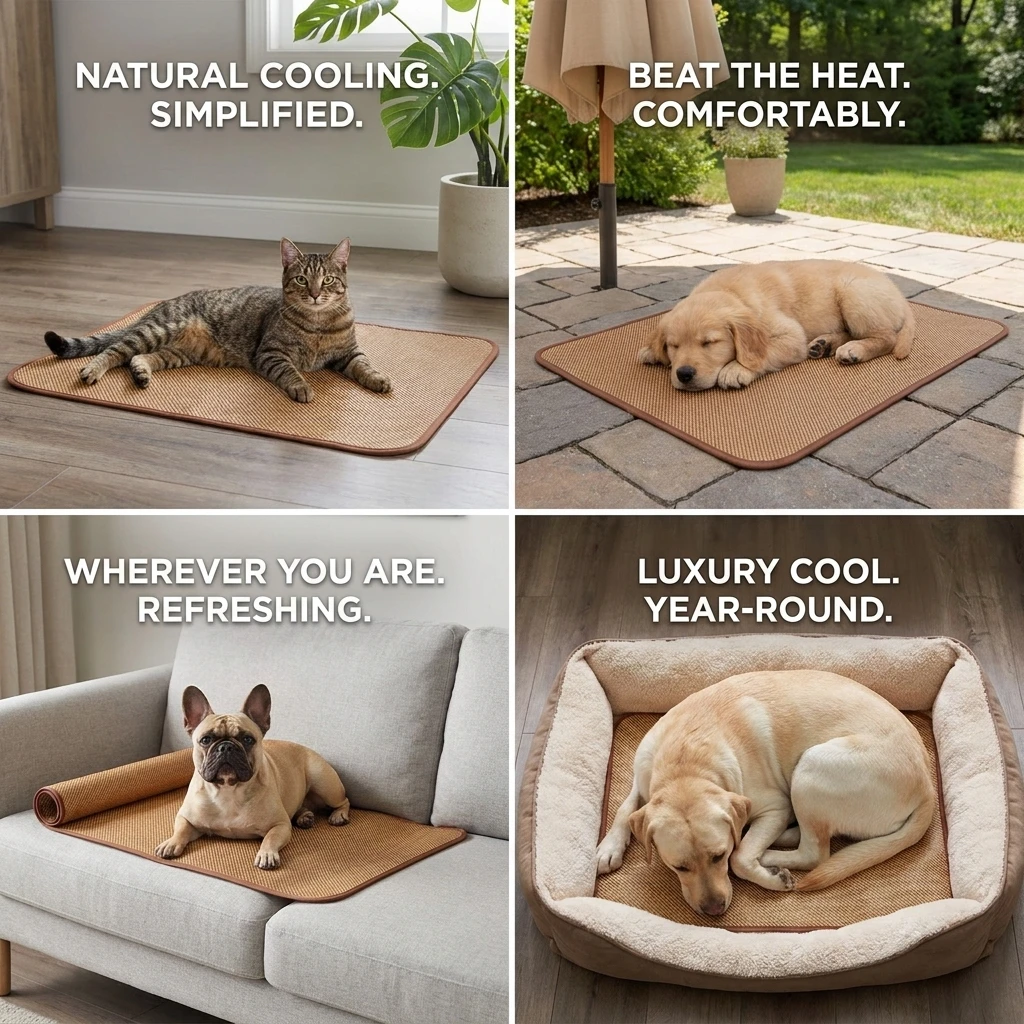 NATURAL COOLING.
SIMPLIFIED.
BEAT THE HEAT.
COMFORTABLY.
WHEREVER YOU ARE.
REFRESHING.
LUXURY COOL.
YEAR-ROUND.